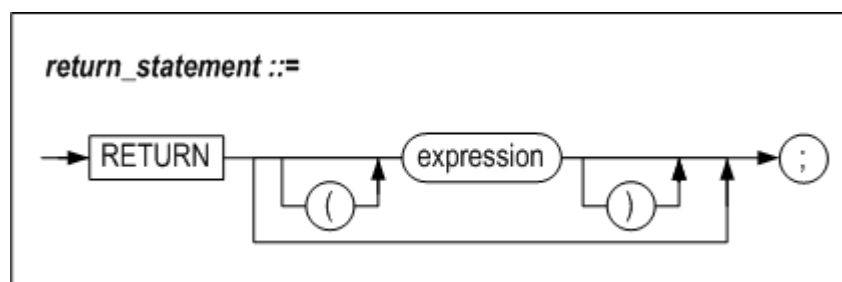 return_statement ::=
RETURN ( expression ) ;